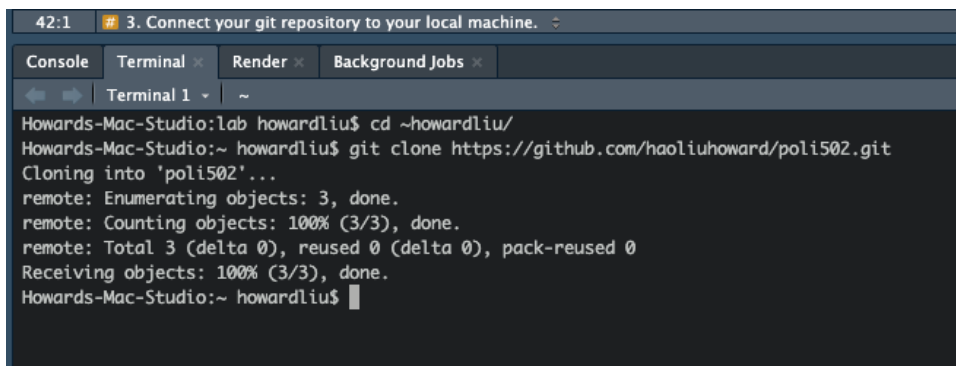 42:1 # 3. Connect your git repository to your local machine.
Console Terminal × Render × Background Jobs ×
Terminal 1 ~
Howards-Mac-Studio:lab howardliu$ cd ~howardliu/
Howards-Mac-Studio:~ howardliu$ git clone https://github.com/haoliuhoward/poli502.git
Cloning into 'poli502'...
remote: Enumerating objects: 3, done.
remote: Counting objects: 100% (3/3), done.
remote: Total 3 (delta 0), reused 0 (delta 0), pack-reused 0
Receiving objects: 100% (3/3), done.
Howards-Mac-Studio:~ howardliu$